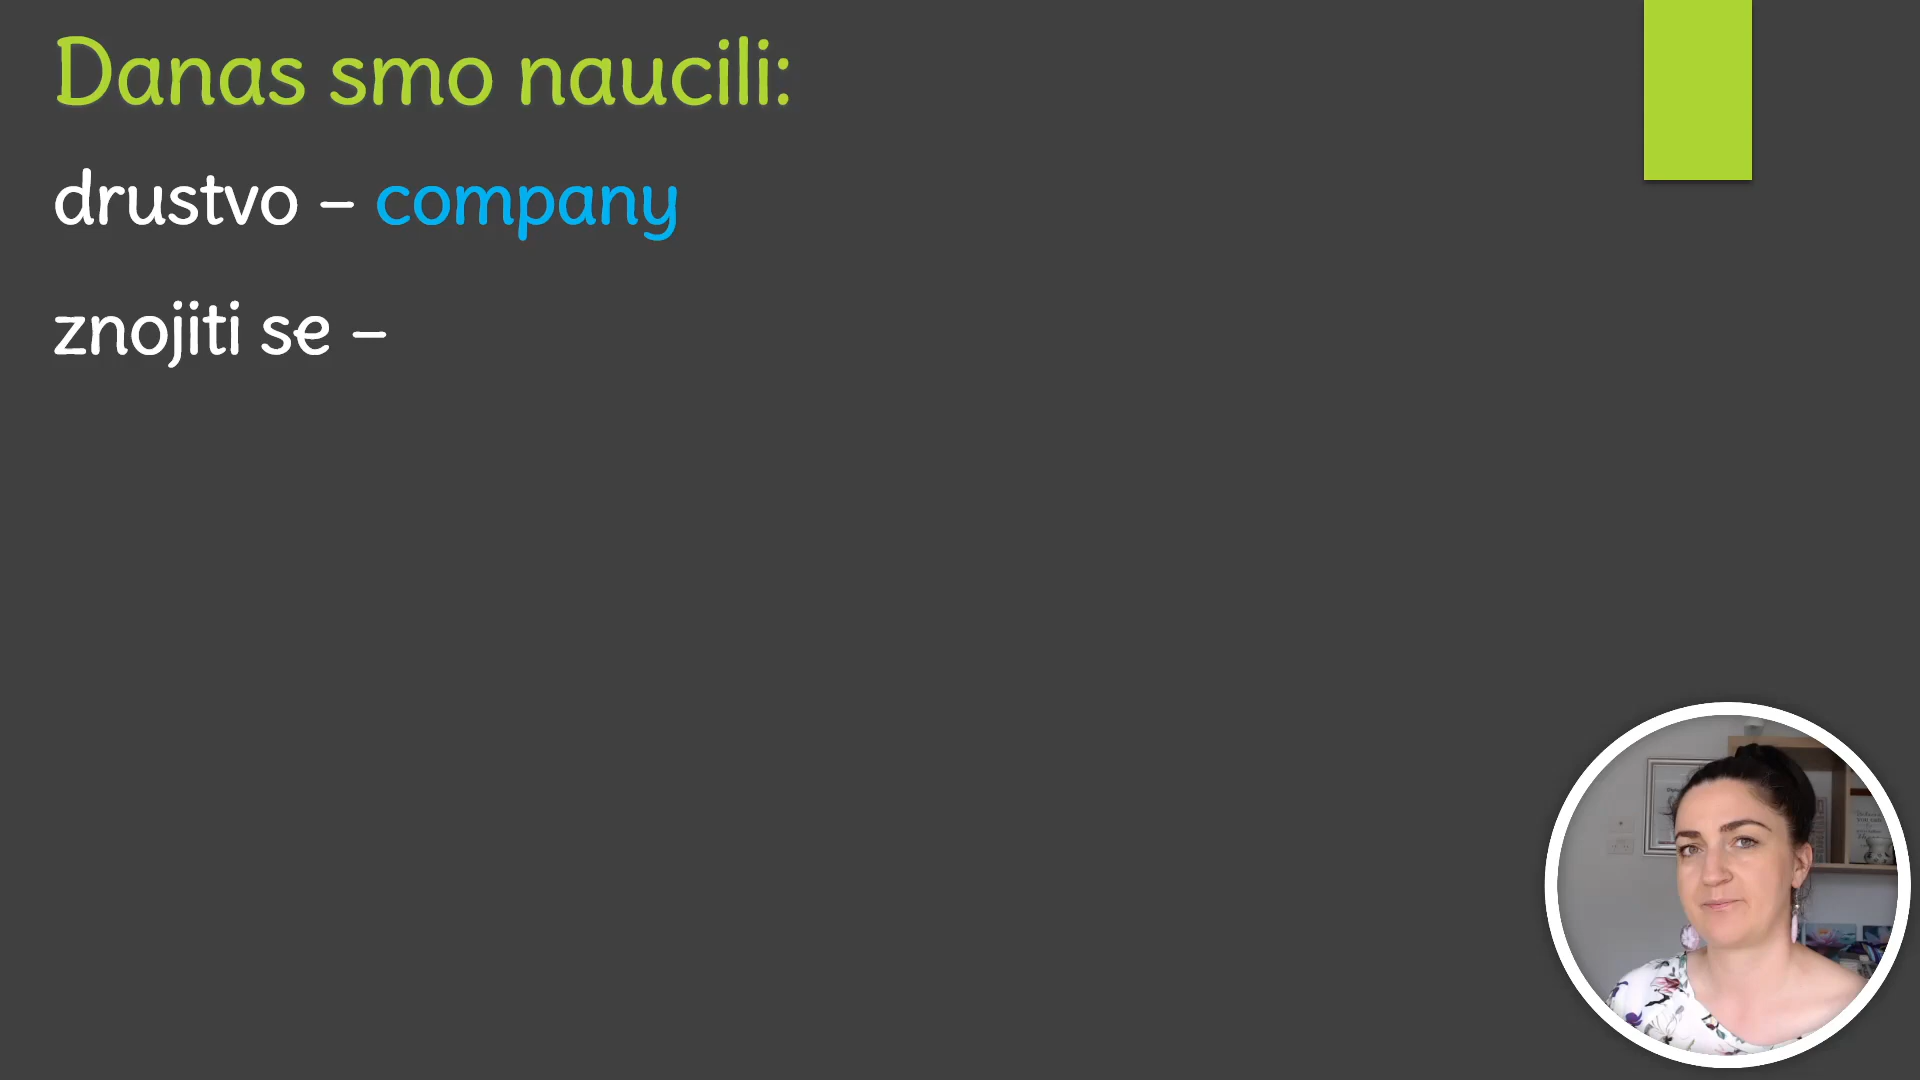 Danas smo naucili:
drustvo – company
znojiti se –